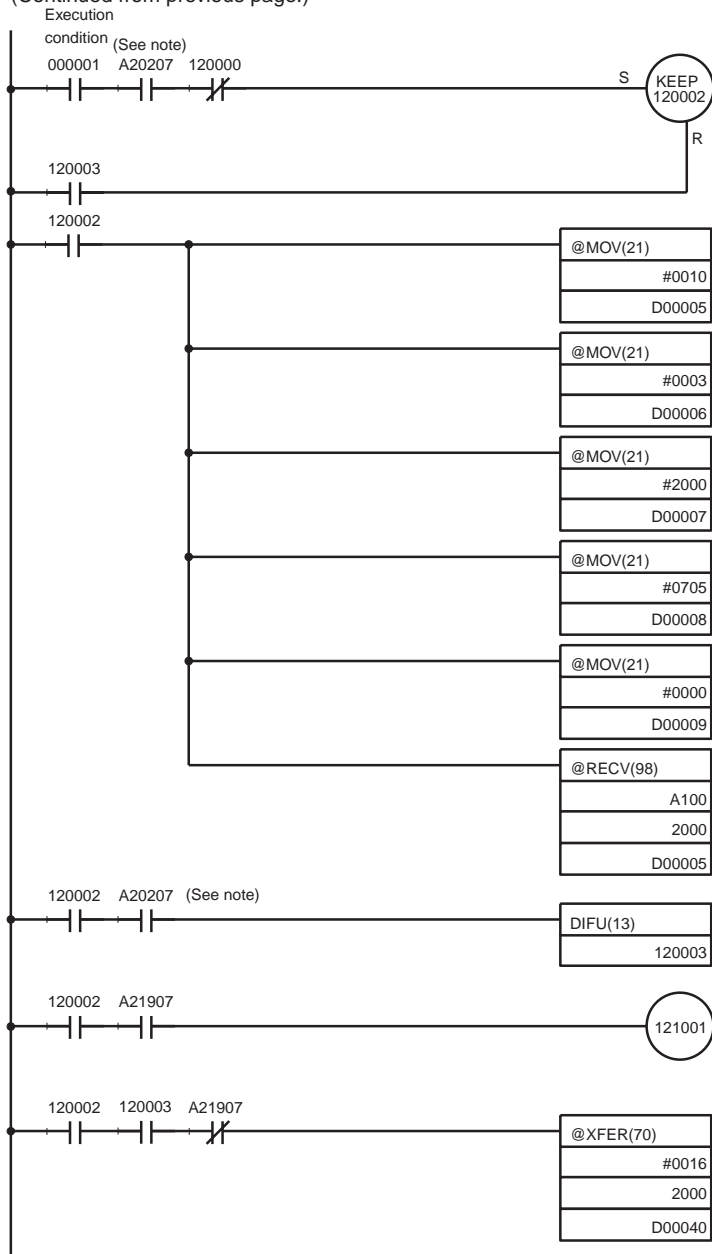 (Continued from previous page.)
Execution
condition (See note)
000001 A20207 120000
S KEEP
120002
R
120003
120002
@MOV(21)
#0010
D00005
@MOV(21)
#0003
D00006
@MOV(21)
#2000
D00007
@MOV(21)
#0705
D00008
@MOV(21)
#0000
D00009
@RECV(98)
A100
2000
D00005
120002 A20207 (See note)
DIFU(13)
120003
120002 A21907
121001
120002 120003 A21907
@XFER(70)
#0016
2000
D00040